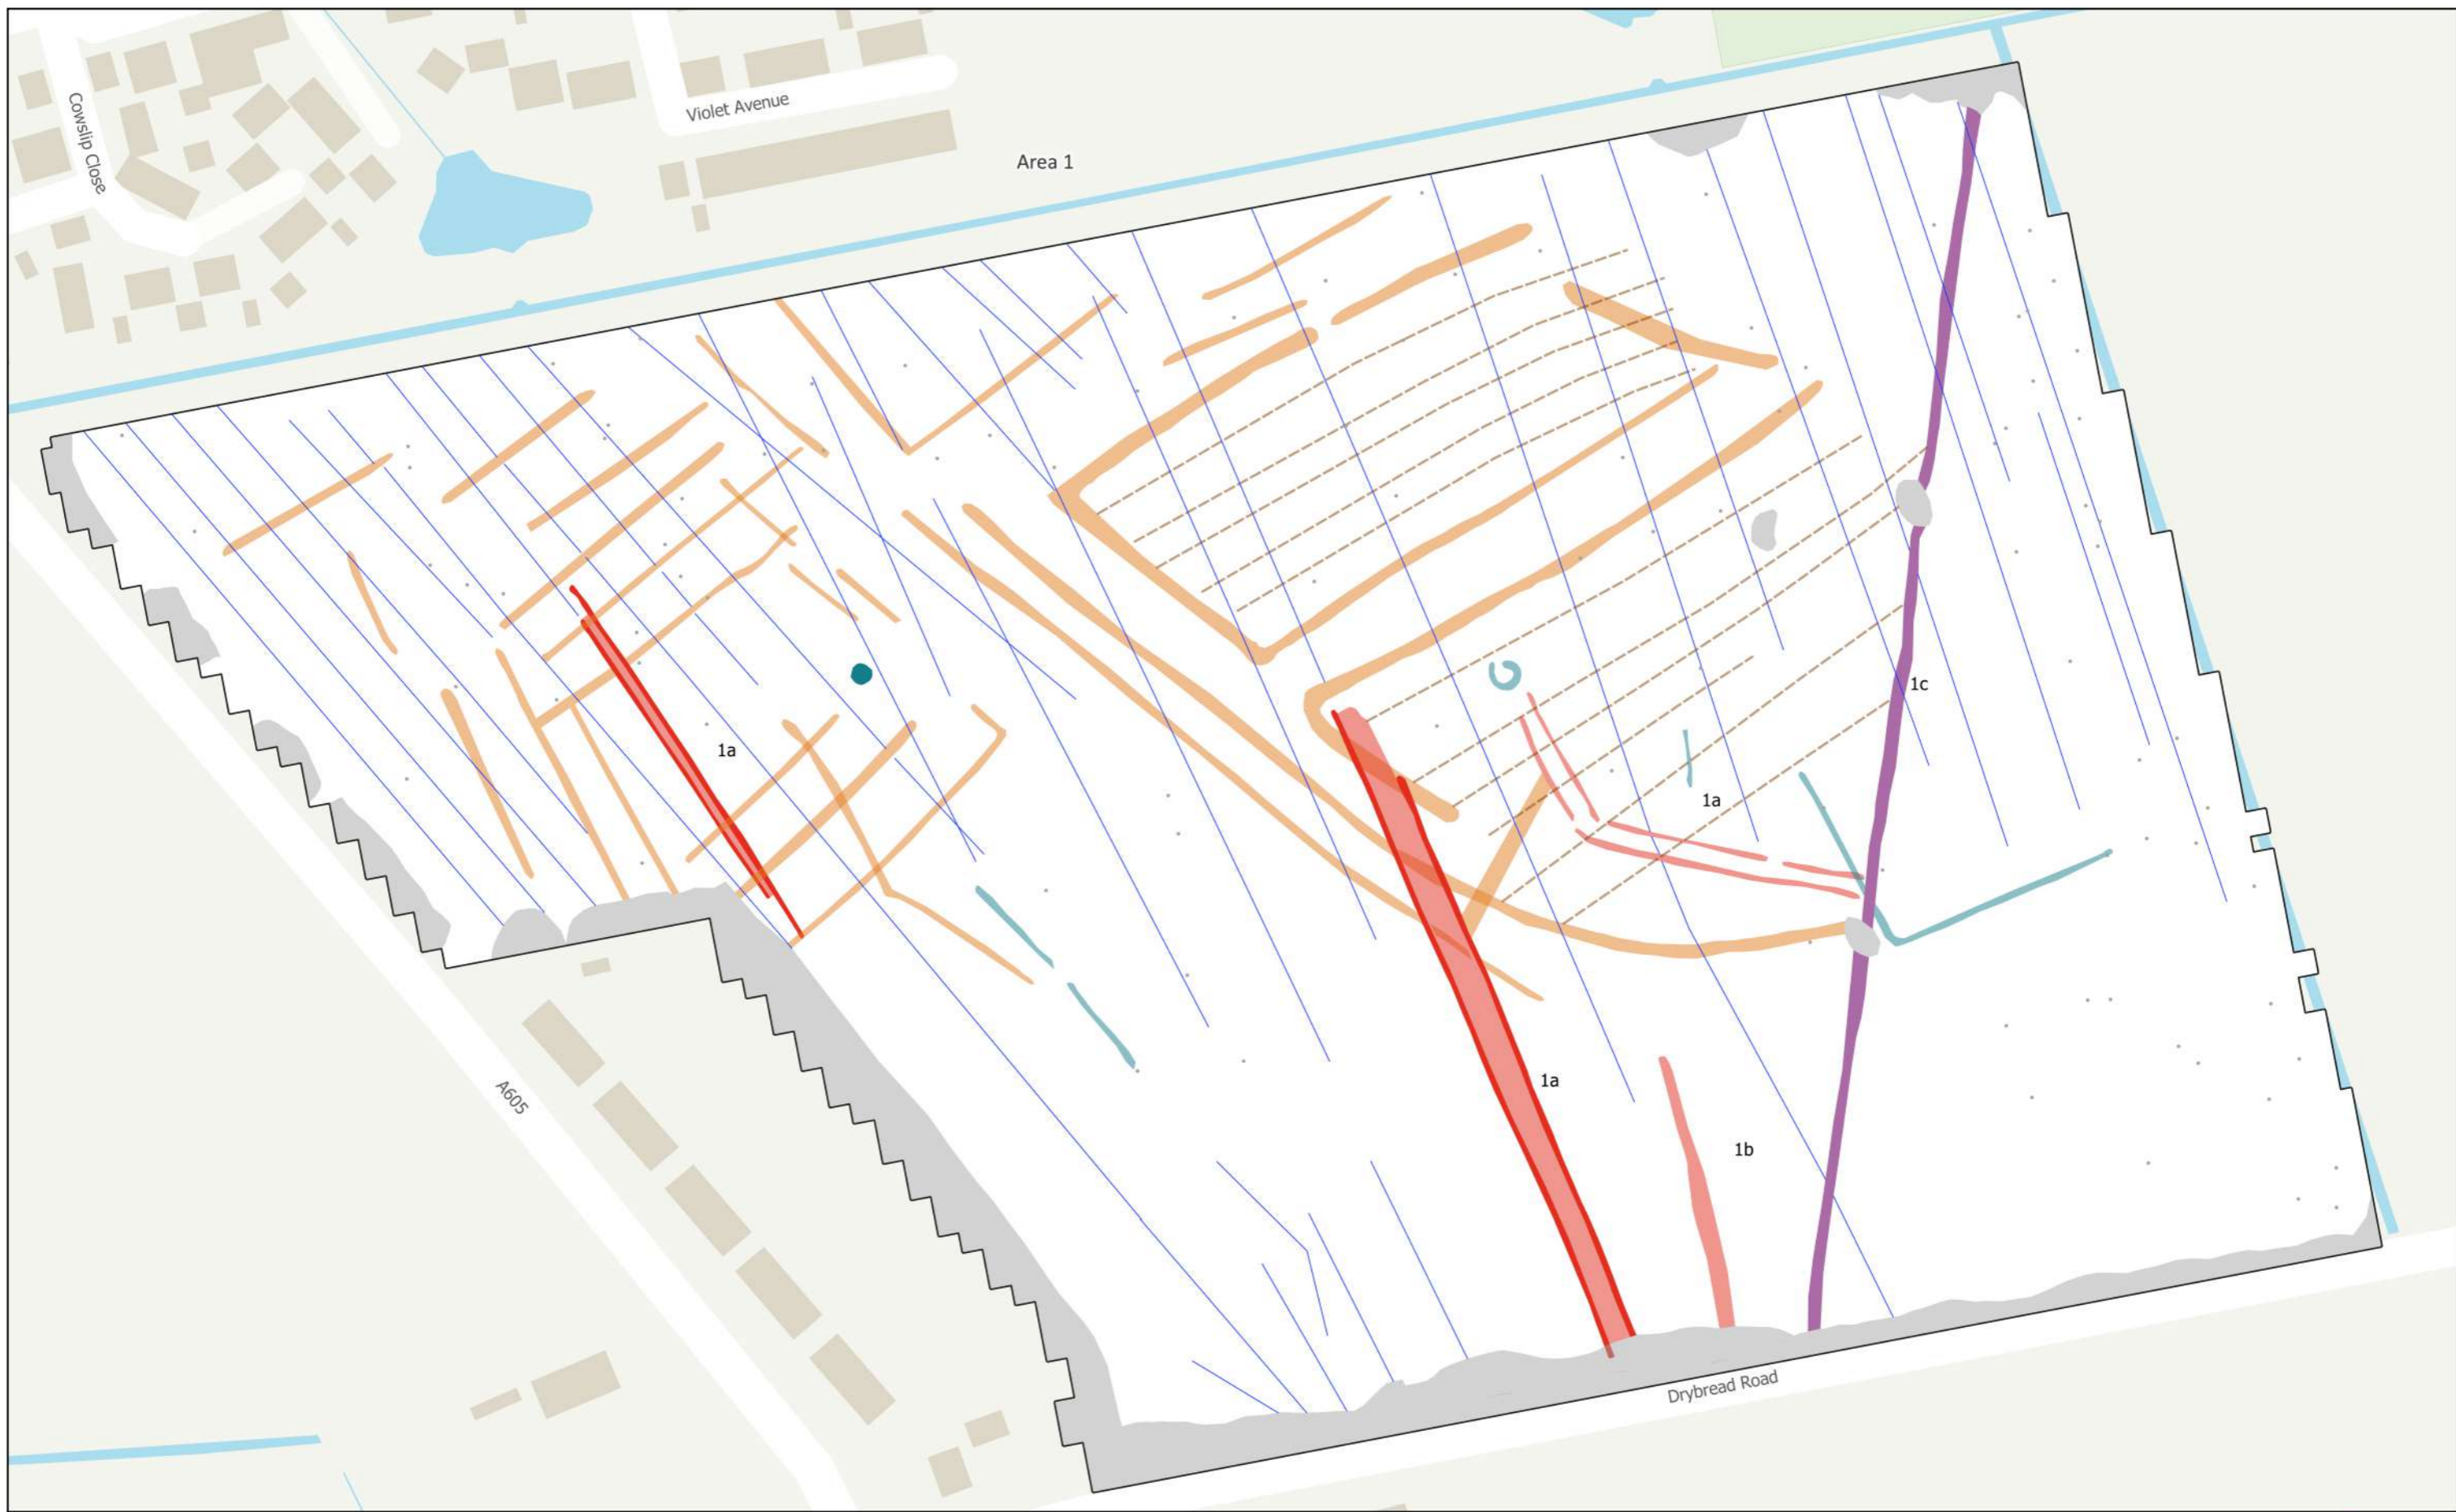 Cowslip Close
Violet Avenue
Area 1
1c
1a
1a
A605
1a
1b
Drybread Road